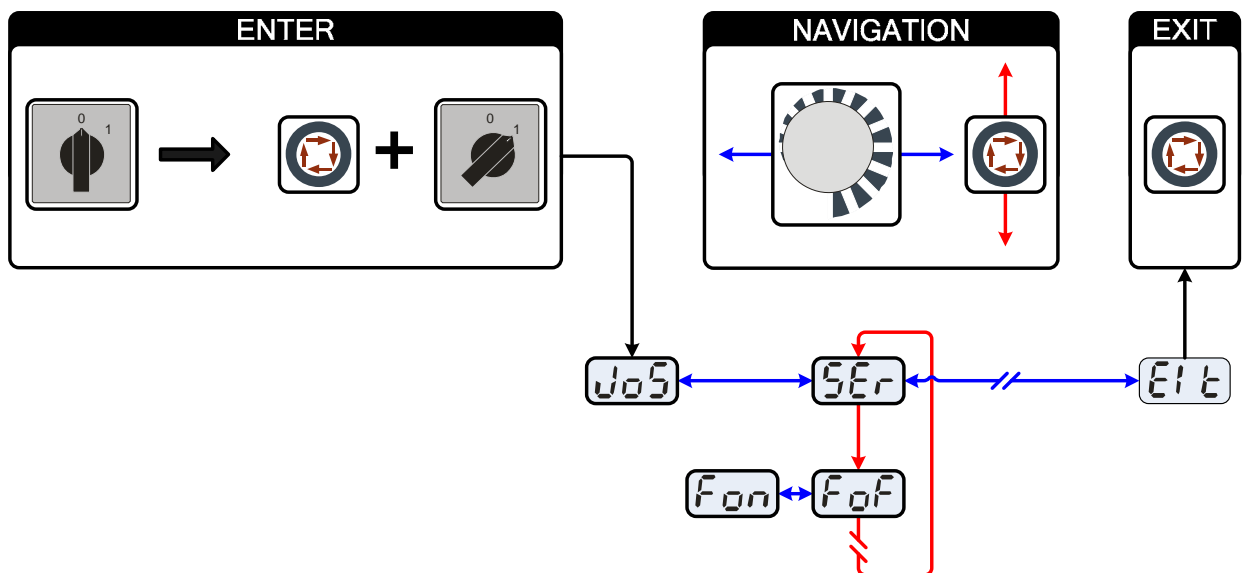 ENTER
NAVIGATION
EXIT
0
1
0
1
JoS
SEr
EIt
Fon
FoF